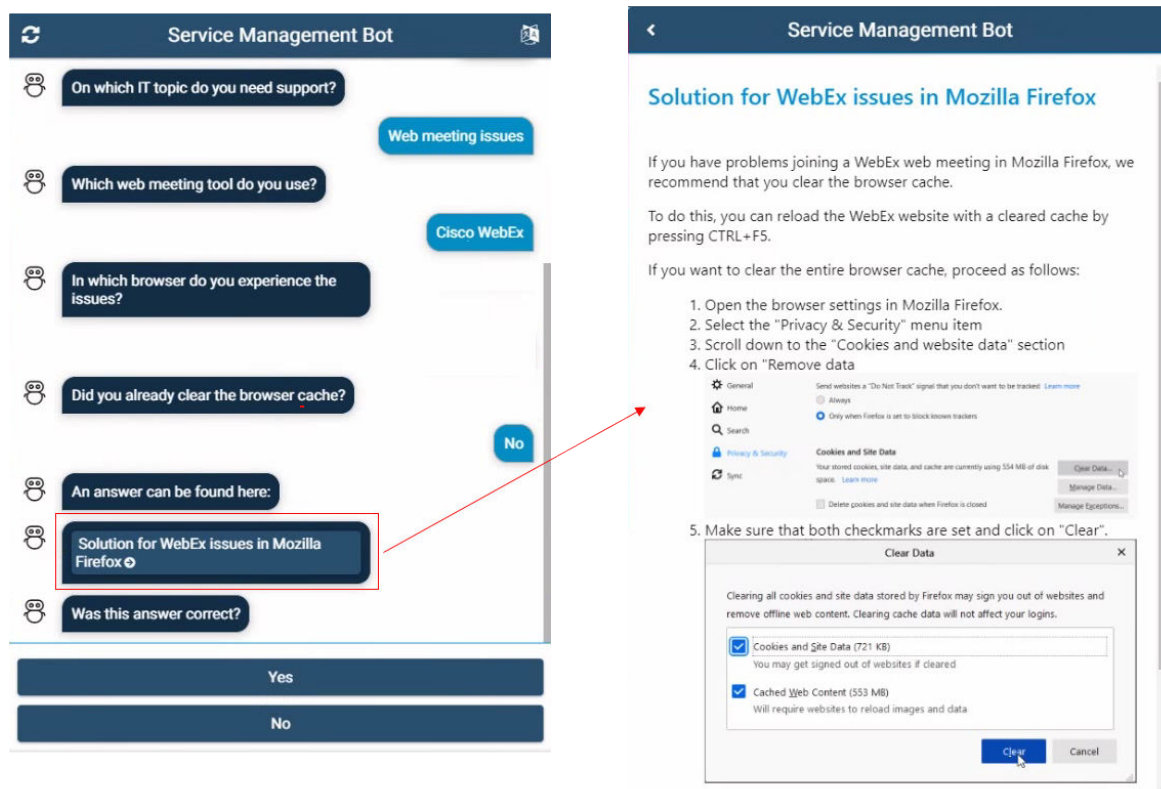 Service Management Bot
On which IT topic do you need support?
Web meeting issues
Which web meeting tool do you use?
Cisco WebEx
In which browser do you experience the
issues?
Did you already clear the browser cache?
No
An answer can be found here:
Solution for WebEx issues in Mozilla
Firefox
Was this answer correct?
Yes
No
Service Management Bot
Solution for WebEx issues in Mozilla Firefox
If you have problems joining a WebEx web meeting in Mozilla Firefox, we
recommend that you clear the browser cache.
To do this, you can reload the WebEx website with a cleared cache by
pressing CTRL+F5.
If you want to clear the entire browser cache, proceed as follows:
1. Open the browser settings in Mozilla Firefox.
2. Select the "Privacy & Security" menu item
3. Scroll down to the "Cookies and website data" section
4. Click on "Remove data
General
Send websites a "Do Not Track" signal that you don't want to be tracked Learn more
Always
Home
Only when Firefox is set to block known trackers
Search
Privacy & Security
Cookies and Site Data
Your stored cookies, site data, and cache are currently using 554 MB of disk
space. Learn more
Sync
Clear Data...
Manage Data...
Delete cookies and site data when Firefox is closed
Manage Exceptions...
5. Make sure that both checkmarks are set and click on "Clear".
Clear Data
Clearing all cookies and site data stored by Firefox may sign you out of websites and
remove offline web content. Clearing cache data will not affect your logins.
Cookies and Site Data (721 KB)
You may get signed out of websites if cleared
Cached Web Content (553 MB)
Will require websites to reload images and data
Clear
Cancel